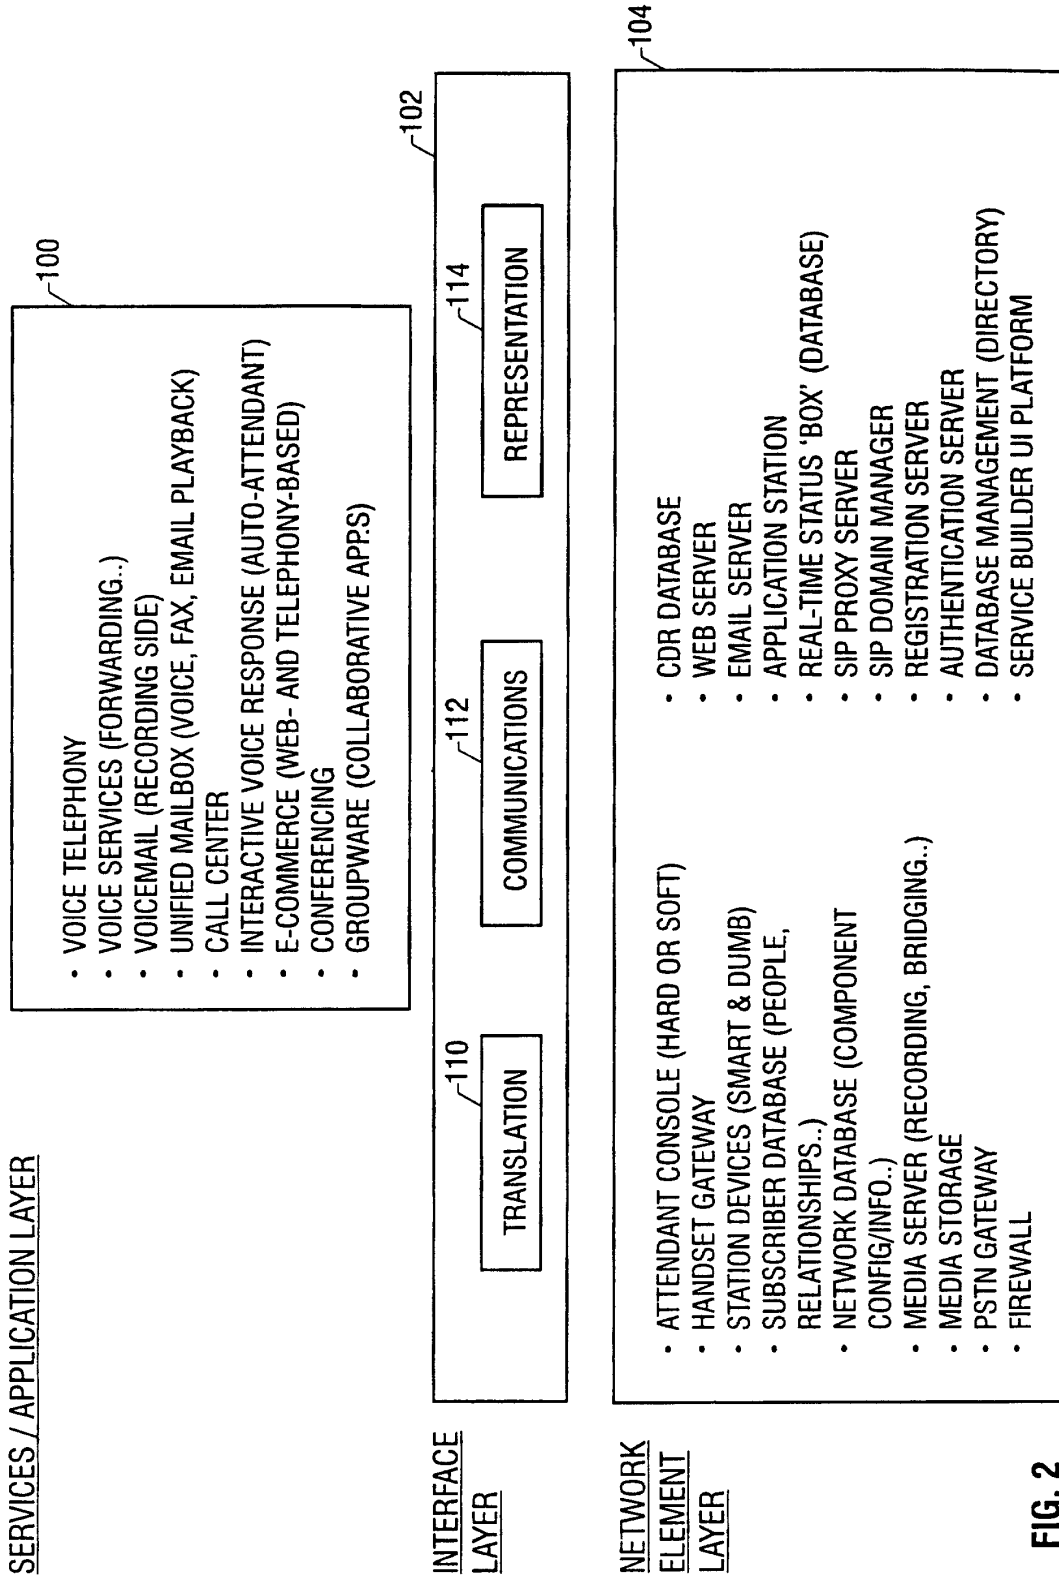 SERVICES / APPLICATION LAYER
100
• VOICE TELEPHONY
• VOICE SERVICES (FORWARDING..)
• VOICEMAIL (RECORDING SIDE)
• UNIFIED MAILBOX (VOICE, FAX, EMAIL PLAYBACK)
• CALL CENTER
• INTERACTIVE VOICE RESPONSE (AUTO-ATTENDANT)
• E-COMMERCE (WEB- AND TELEPHONY-BASED)
• CONFERENCING
• GROUPWARE (COLLABORATIVE APPS)
INTERFACE
LAYER
102
110
TRANSLATION
112
COMMUNICATIONS
114
REPRESENTATION
NETWORK
ELEMENT
LAYER
104
• ATTENDANT CONSOLE (HARD OR SOFT)
• HANDSET GATEWAY
• STATION DEVICES (SMART & DUMB)
• SUBSCRIBER DATABASE (PEOPLE,
RELATIONSHIPS..)
• NETWORK DATABASE (COMPONENT
CONFIG/INFO..)
• MEDIA SERVER (RECORDING, BRIDGING..)
• MEDIA STORAGE
• PSTN GATEWAY
• FIREWALL
• CDR DATABASE
• WEB SERVER
• EMAIL SERVER
• APPLICATION STATION
• REAL-TIME STATUS 'BOX' (DATABASE)
• SIP PROXY SERVER
• SIP DOMAIN MANAGER
• REGISTRATION SERVER
• AUTHENTICATION SERVER
• DATABASE MANAGEMENT (DIRECTORY)
• SERVICE BUILDER UI PLATFORM
FIG. 2